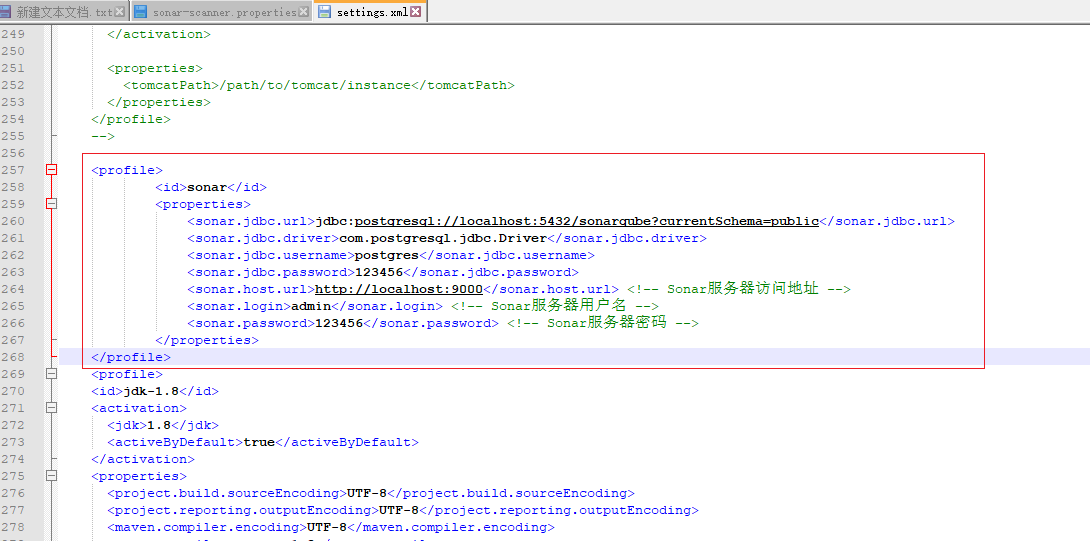 新建文本文档.txt sonar-scanner.properties settings.xml
249 </activation>
250
251 <properties>
252 <tomcatPath>/path/to/tomcat/instance</tomcatPath>
253 </properties>
254 </profile>
255 -->
256
257 <profile>
258 <id>sonar</id>
259 <properties>
260 <sonar.jdbc.url>jdbc:postgresql://localhost:5432/sonarqube?currentSchema=public</sonar.jdbc.url>
261 <sonar.jdbc.driver>com.postgresql.jdbc.Driver</sonar.jdbc.driver>
262 <sonar.jdbc.username>postgres</sonar.jdbc.username>
263 <sonar.jdbc.password>123456</sonar.jdbc.password>
264 <sonar.host.url>http://localhost:9000</sonar.host.url> <!-- Sonar服务器访问地址 -->
265 <sonar.login>admin</sonar.login> <!-- Sonar服务器用户名 -->
266 <sonar.password>123456</sonar.password> <!-- Sonar服务器密码 -->
267 </properties>
268 </profile>
269 <profile>
270 <id>jdk-1.8</id>
271 <activation>
272 <jdk>1.8</jdk>
273 <activeByDefault>true</activeByDefault>
274 </activation>
275 <properties>
276 <project.build.sourceEncoding>UTF-8</project.build.sourceEncoding>
277 <project.reporting.outputEncoding>UTF-8</project.reporting.outputEncoding>
278 <maven.compiler.encoding>UTF-8</maven.compiler.encoding>